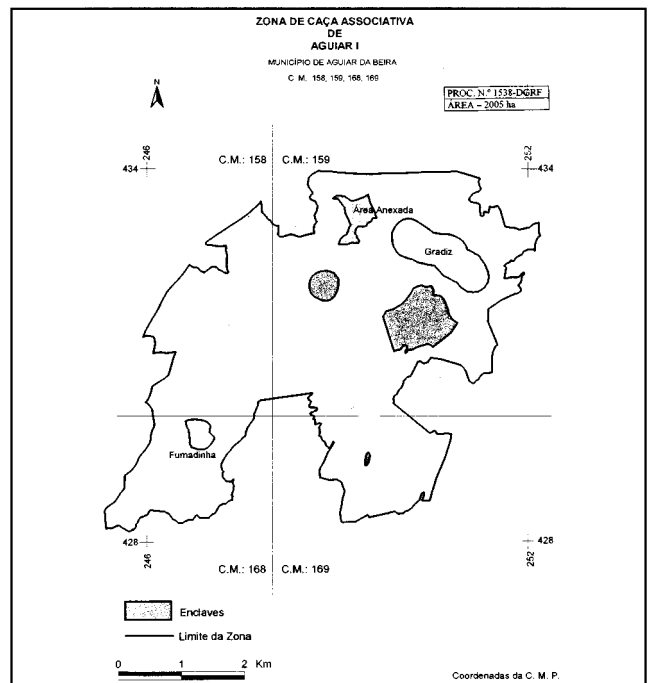 ZONA DE CAÇA ASSOCIATIVA
DE
AGUIAR I
MUNICÍPIO DE AGUIAR DA BEIRA
C M. 158, 159, 168, 169
N
PROC. N.º 1538-DGRF
ÁREA – 2005 ha
246
252
434
C.M.: 158
C.M.: 159
434
Área Anexada
Gradiz
Fumadinha
428
428
246
252
C.M.: 168
C.M.: 169
Enclaves
Limite da Zona
0 1 2 Km
Coordenadas da C. M. P.